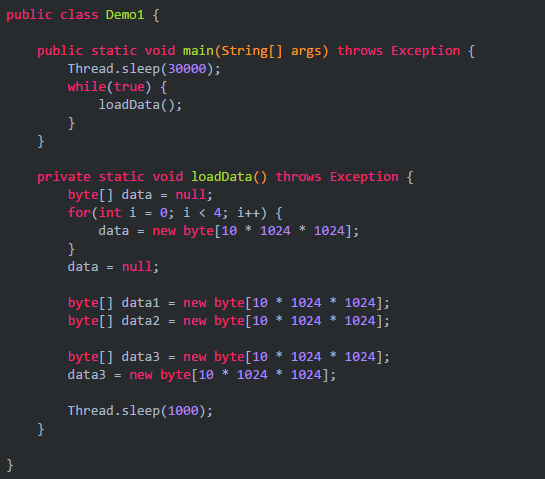 public class Demo1 {
    public static void main(String[] args) throws Exception {
        Thread.sleep(30000);
        while(true) {
            loadData();
        }
    }
    private static void loadData() throws Exception {
        byte[] data = null;
        for(int i = 0; i < 4; i++) {
            data = new byte[10 * 1024 * 1024];
        }
        data = null;
        byte[] data1 = new byte[10 * 1024 * 1024];
        byte[] data2 = new byte[10 * 1024 * 1024];
        byte[] data3 = new byte[10 * 1024 * 1024];
        data3 = new byte[10 * 1024 * 1024];
        Thread.sleep(1000);
    }
}